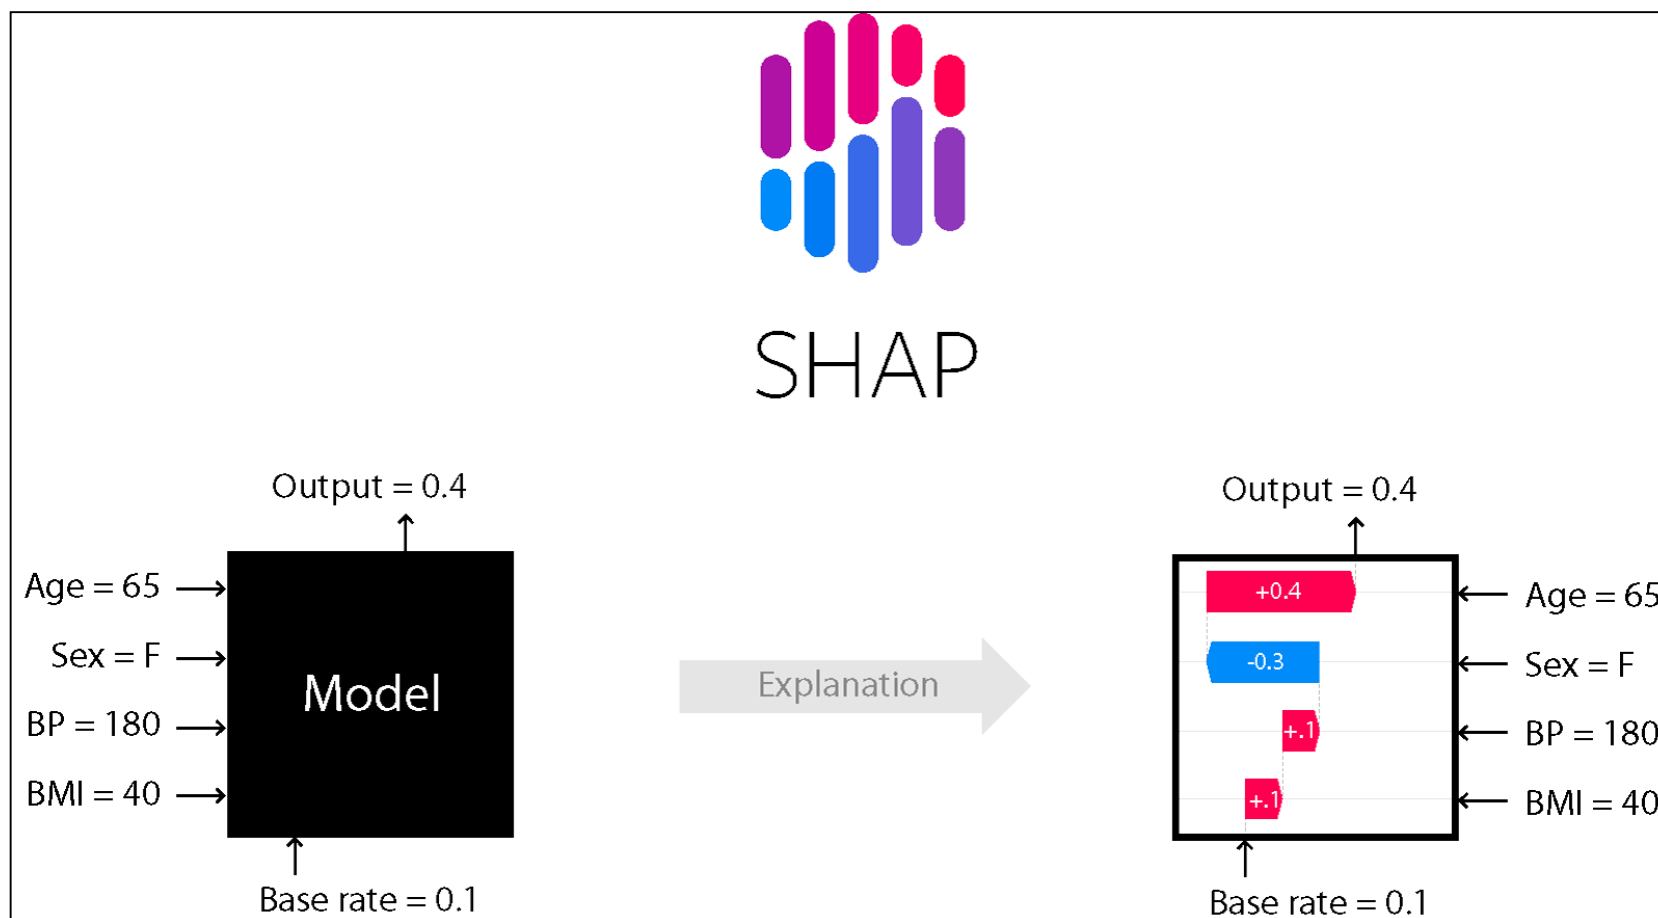 SHAP
Output = 0.4
Age = 65
Sex = F
BP = 180
BMI = 40
Model
Base rate = 0.1
Explanation
Output = 0.4
+0.4
-0.3
+.1
+.1
Age = 65
Sex = F
BP = 180
BMI = 40
Base rate = 0.1